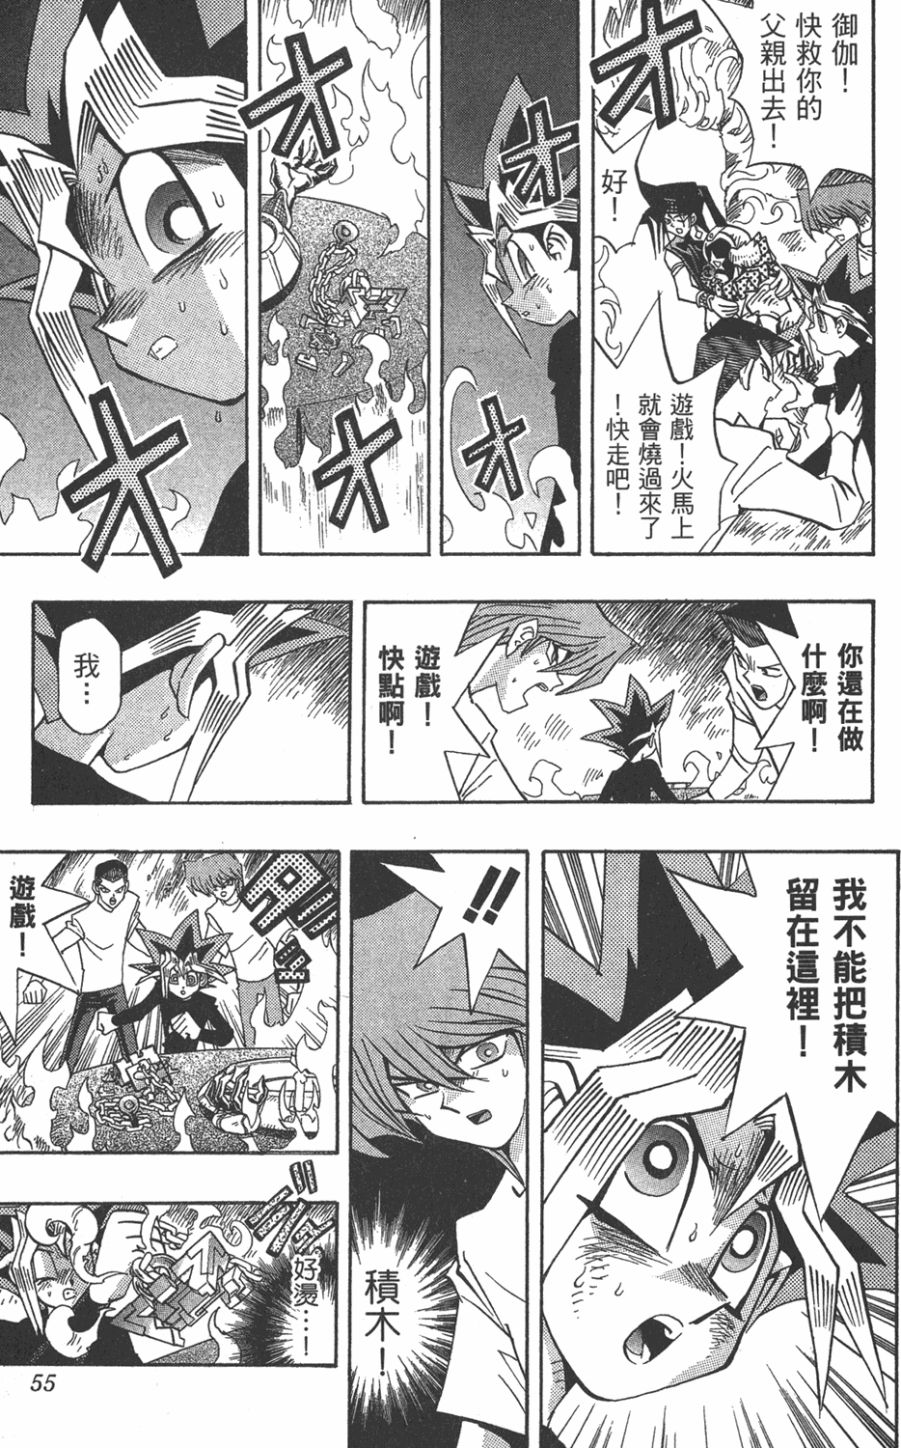 御伽！
快救你的
父親出去！
好！
遊戲！火馬上
就會燒過來了
！快走吧！
オ
オ
オ
オ
オ
オ
你還在做
什麼啊！
遊戲！
快點啊！
我…
我不能把積木
留在這裡！
!!
積木！
遊戲！
好燙…！
55